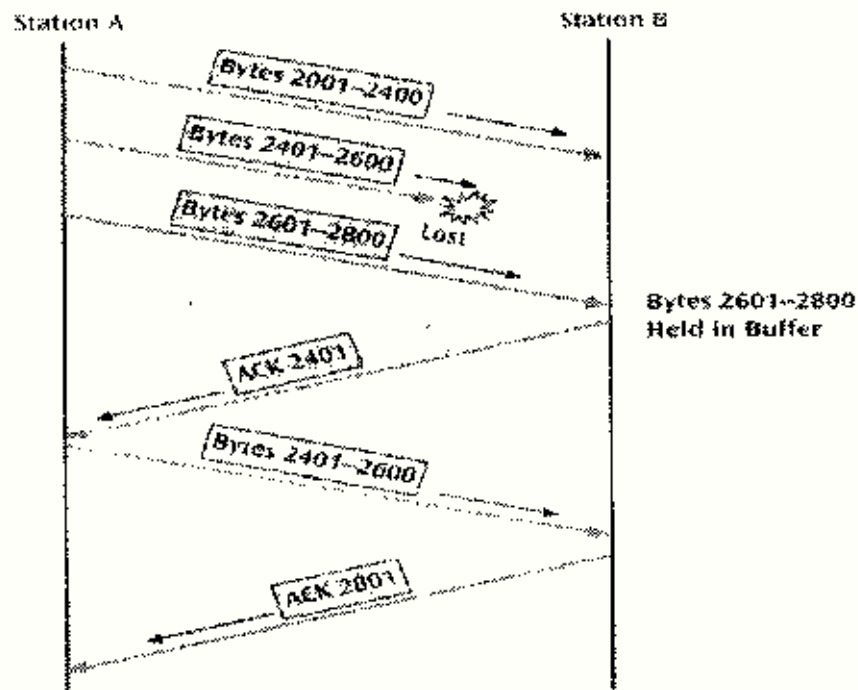 Station A
Station B
Bytes 2001–2400
Bytes 2401–2600
Lost
Bytes 2601–2800
Bytes 2601–2800
Held in Buffer
ACK 2401
Bytes 2401–2600
ACK 2801